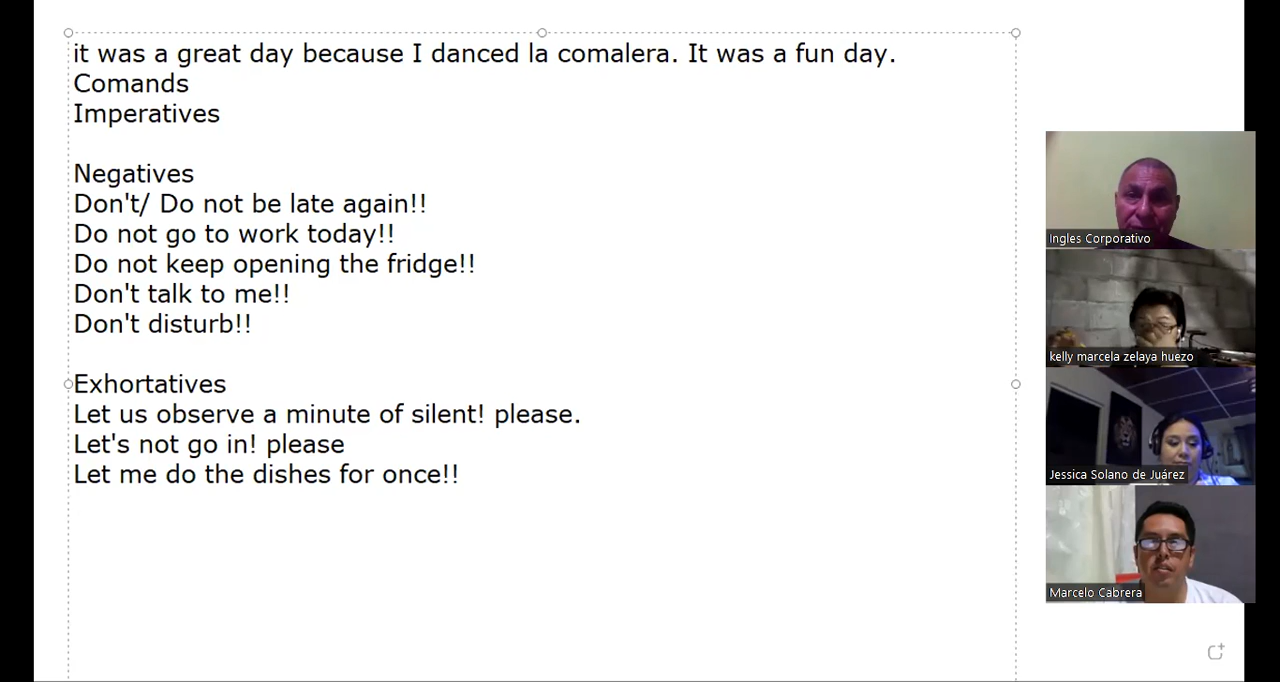 it was a great day because I danced la comalera. It was a fun day.
Comands
Imperatives
Negatives
Don't/ Do not be late again!!
Do not go to work today!!
Do not keep opening the fridge!!
Don't talk to me!!
Don't disturb!!
Exhortatives
Let us observe a minute of silent! please.
Let's not go in! please
Let me do the dishes for once!!
Ingles Corporativo
kelly marcela zelaya huezo
Jessica Solano de Juárez
Marcelo Cabrera